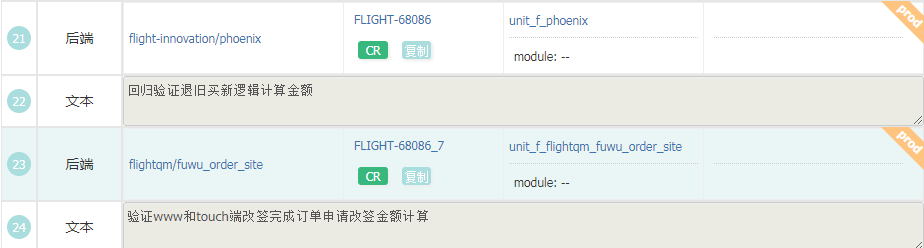 21
后端
flight-innovation/phoenix
FLIGHT-68086
CR 复制
unit_f_phoenix
module: --
prod
22
文本
回归验证退旧买新逻辑计算金额
23
后端
flightqm/fuwu_order_site
FLIGHT-68086_7
CR 复制
unit_f_flightqm_fuwu_order_site
module: --
prod
24
文本
验证www和touch端改签完成订单申请改签金额计算